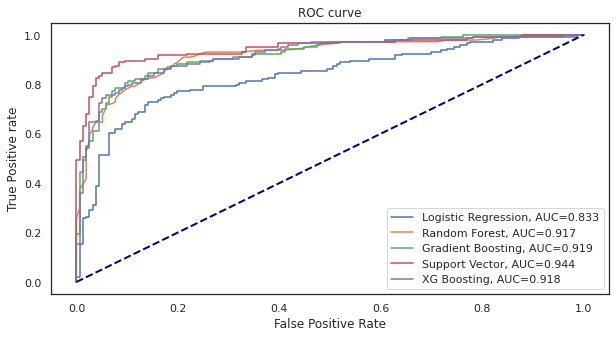 ROC curve
True Positive rate
1.0
0.8
0.6
0.4
0.2
0.0
Logistic Regression, AUC=0.833
Random Forest, AUC=0.917
Gradient Boosting, AUC=0.919
Support Vector, AUC=0.944
XG Boosting, AUC=0.918
0.0 0.2 0.4 0.6 0.8 1.0
False Positive Rate